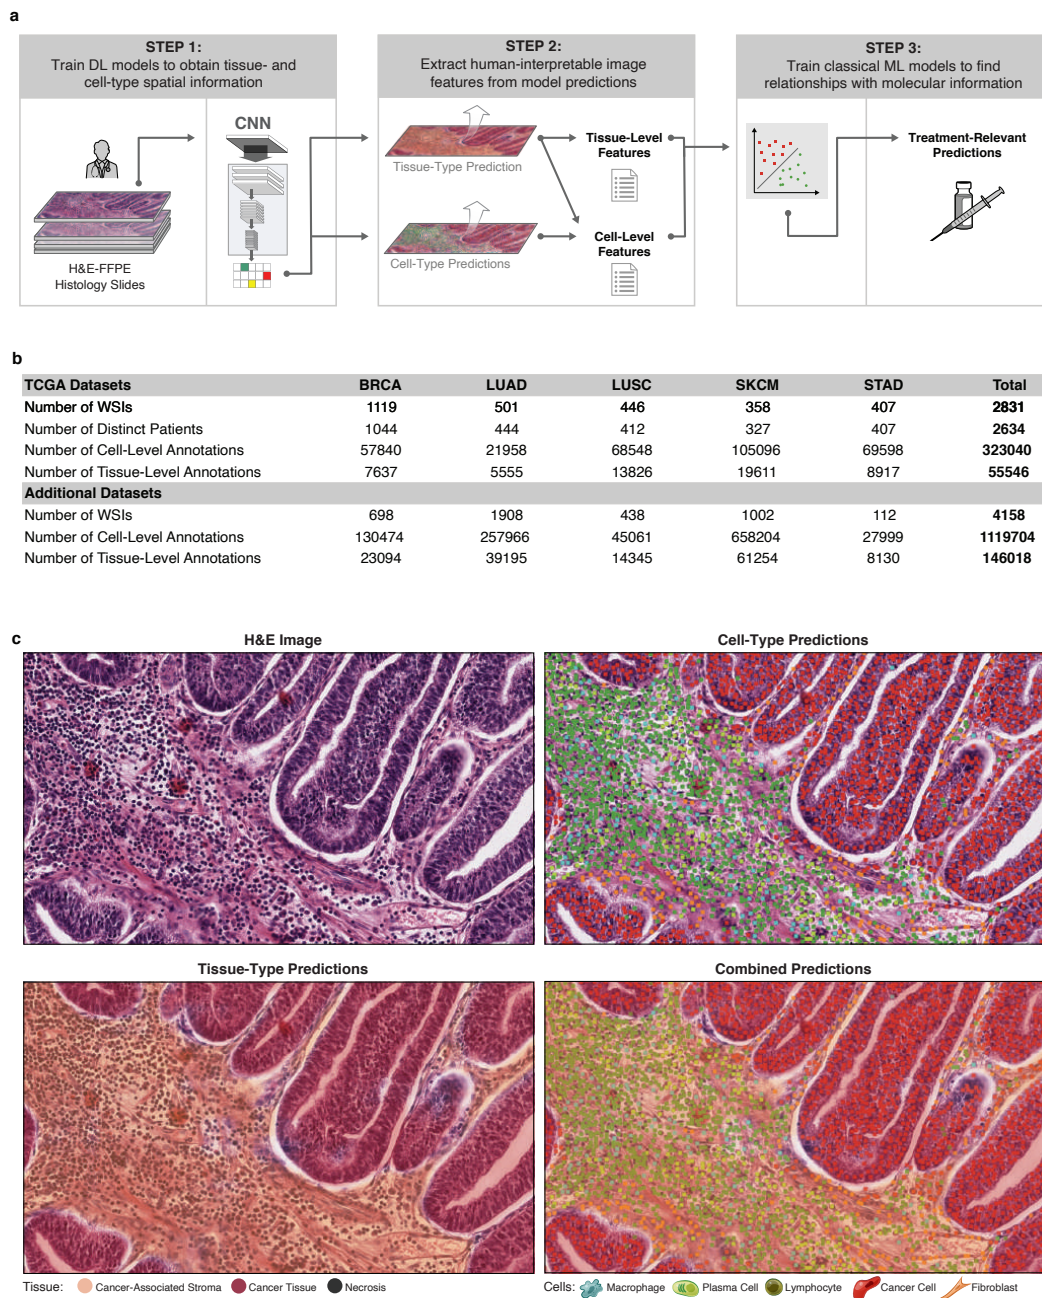 a
STEP 1:
Train DL models to obtain tissue- and
cell-type spatial information
STEP 2:
Extract human-interpretable image
features from model predictions
STEP 3:
Train classical ML models to find
relationships with molecular information
CNN
H&E-FFPE
Histology Slides
Tissue-Type Prediction
Cell-Type Predictions
Tissue-Level
Features
Cell-Level
Features
Treatment-Relevant
Predictions
b
TCGA Datasets BRCA LUAD LUSC SKCM STAD Total
Number of WSIs 1119 501 446 358 407 2831
Number of Distinct Patients 1044 444 412 327 407 2634
Number of Cell-Level Annotations 57840 21958 68548 105096 69598 323040
Number of Tissue-Level Annotations 7637 5555 13826 19611 8917 55546
Additional Datasets
Number of WSIs 698 1908 438 1002 112 4158
Number of Cell-Level Annotations 130474 257966 45061 658204 27999 1119704
Number of Tissue-Level Annotations 23094 39195 14345 61254 8130 146018
c
H&E Image
Cell-Type Predictions
Tissue-Type Predictions
Combined Predictions
Tissue: Cancer-Associated Stroma Cancer Tissue Necrosis
Cells: Macrophage Plasma Cell Lymphocyte Cancer Cell Fibroblast